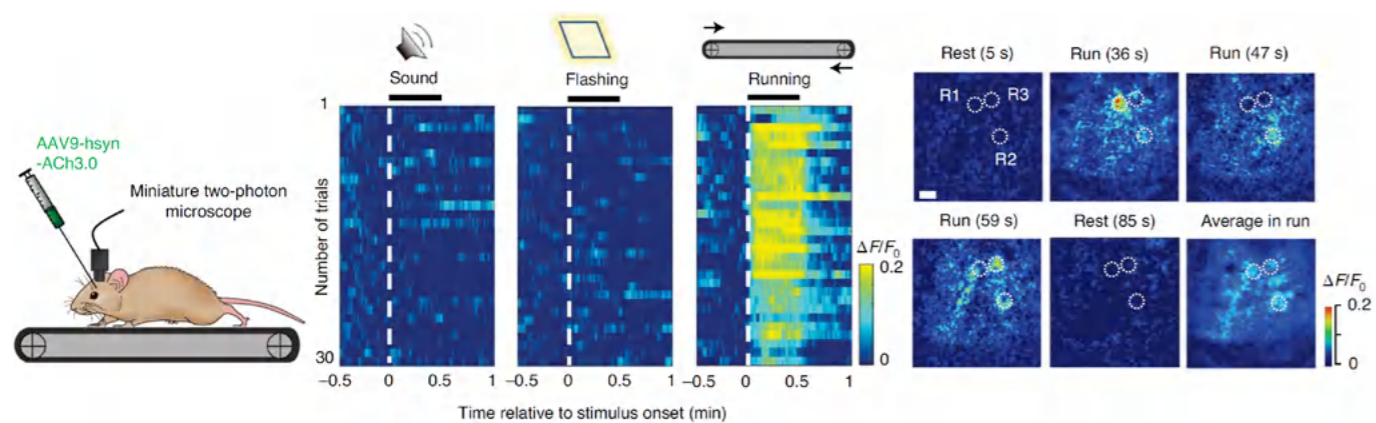 AAV9-hsyn
-ACh3.0
Miniature two-photon
microscope
Sound
Flashing
Running
Number of trials
1
30
−0.5 0 0.5 1
−0.5 0 0.5 1
−0.5 0 0.5 1
Time relative to stimulus onset (min)
ΔF/F0
0.2
0
Rest (5 s)
Run (36 s)
Run (47 s)
R1
R3
R2
Run (59 s)
Rest (85 s)
Average in run
ΔF/F0
0.2
0